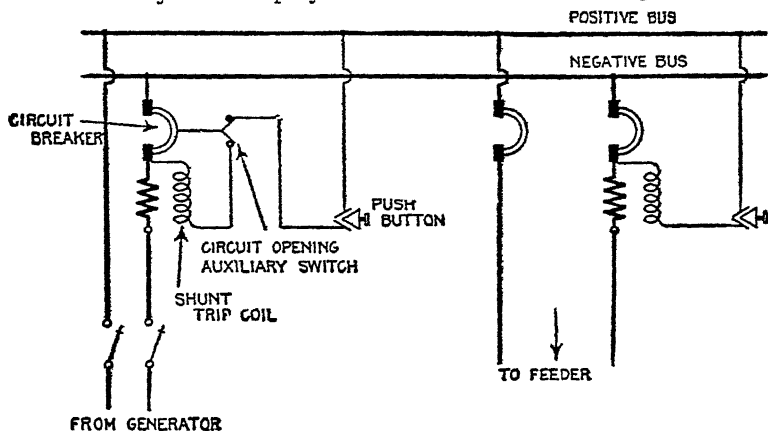 POSITIVE BUS
NEGATIVE BUS
CIRCUIT
BREAKER
PUSH
BUTTON
CIRCUIT OPENING
AUXILIARY SWITCH
SHUNT
TRIP COIL
TO FEEDER
FROM GENERATOR